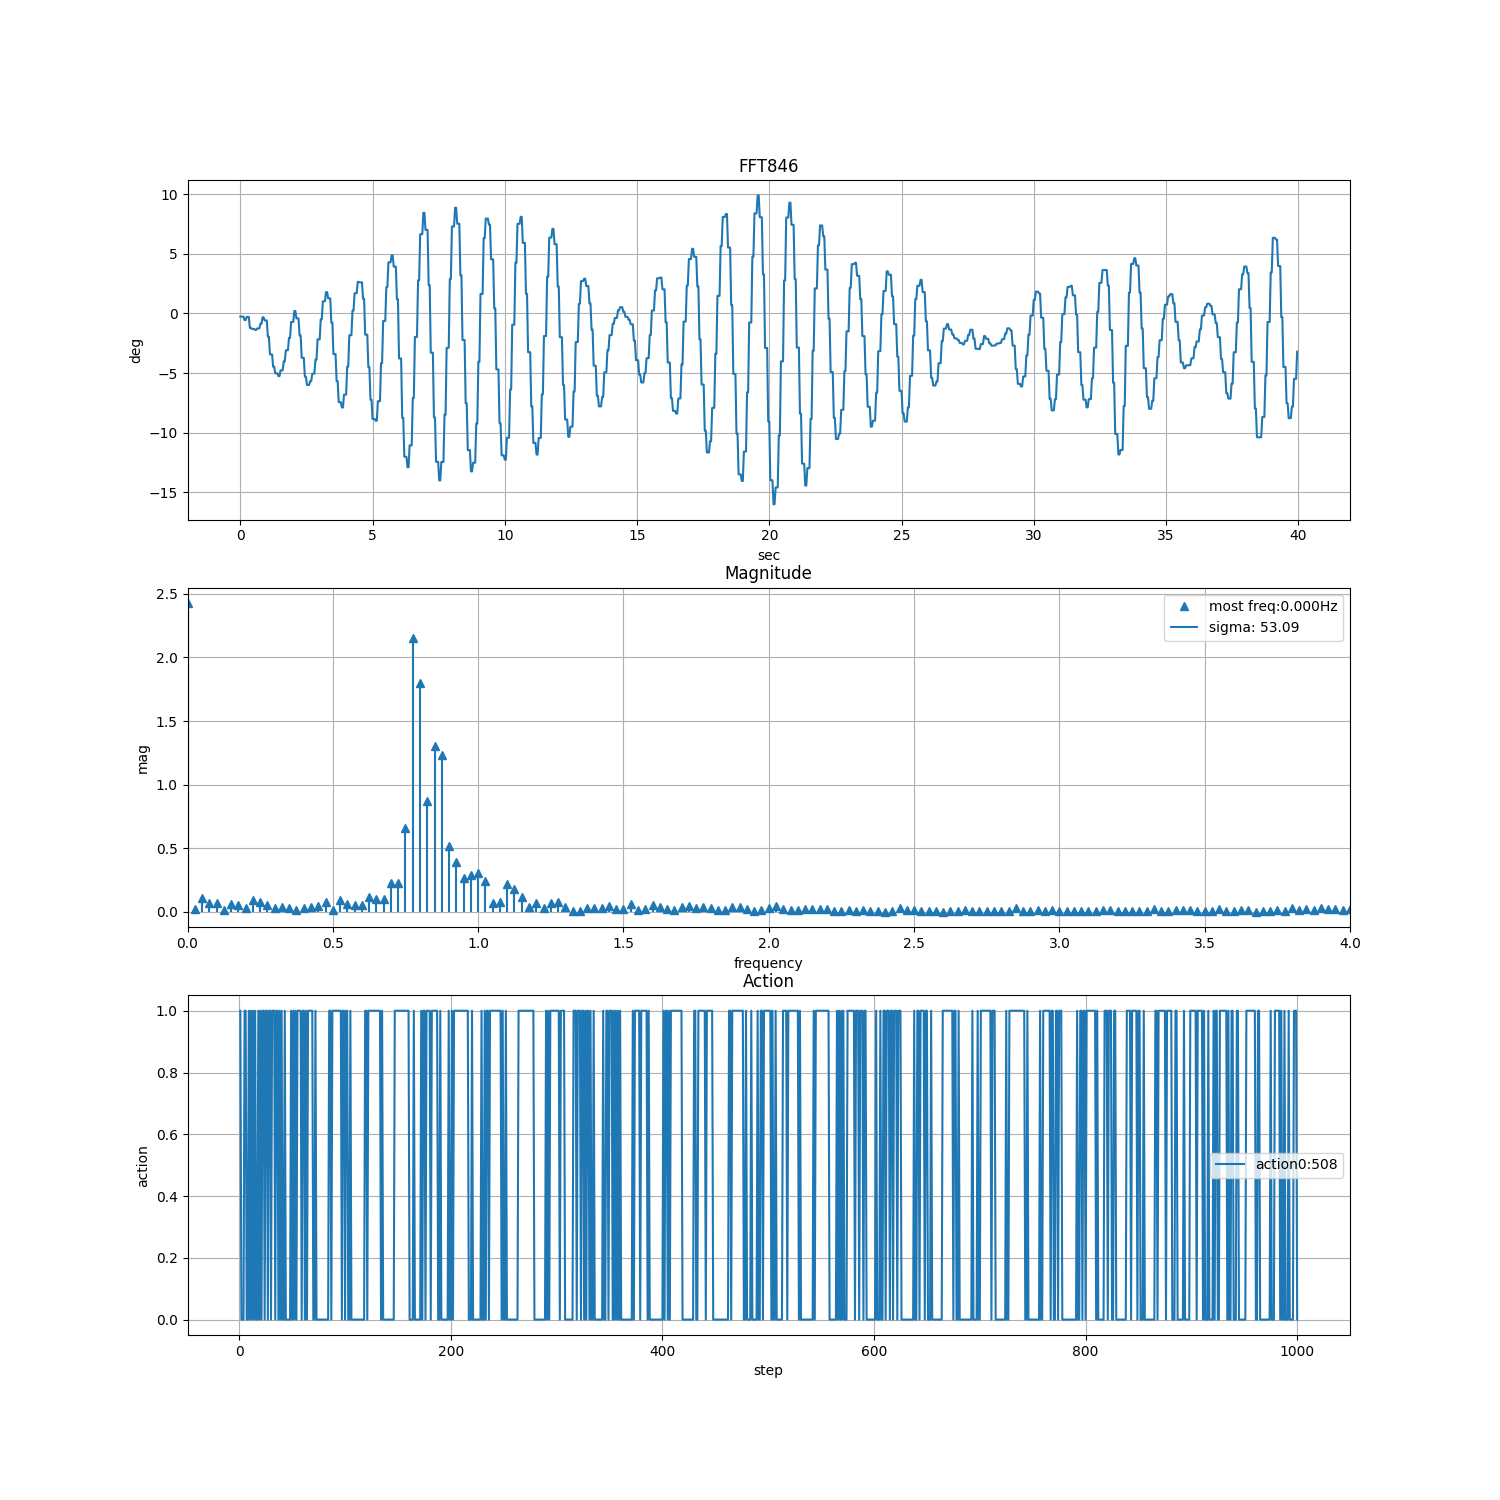 FFT846
10
5
0
−5
−10
−15
deg
0 5 10 15 20 25 30 35 40
sec
Magnitude
2.5
2.0
1.5
1.0
0.5
0.0
mag
most freq:0.000Hz
sigma: 53.09
0.0 0.5 1.0 1.5 2.0 2.5 3.0 3.5 4.0
frequency
Action
1.0
0.8
0.6
0.4
0.2
0.0
action
action0:508
0 200 400 600 800 1000
step